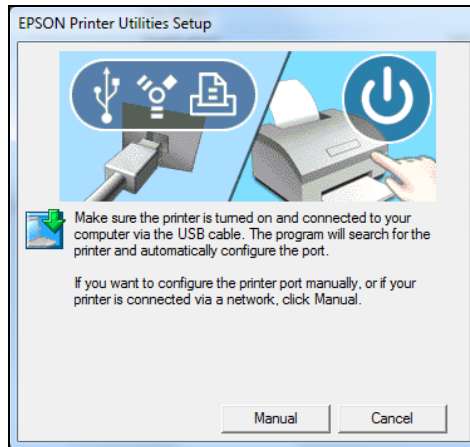 EPSON Printer Utilities Setup
Make sure the printer is turned on and connected to your
computer via the USB cable. The program will search for the
printer and automatically configure the port.
If you want to configure the printer port manually, or if your
printer is connected via a network, click Manual.
Manual
Cancel